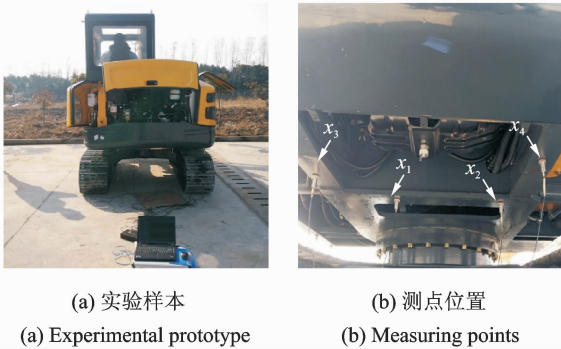 x3
x4
x1
x2
(a) 实验样本
(b) 测点位置
(a) Experimental prototype
(b) Measuring points